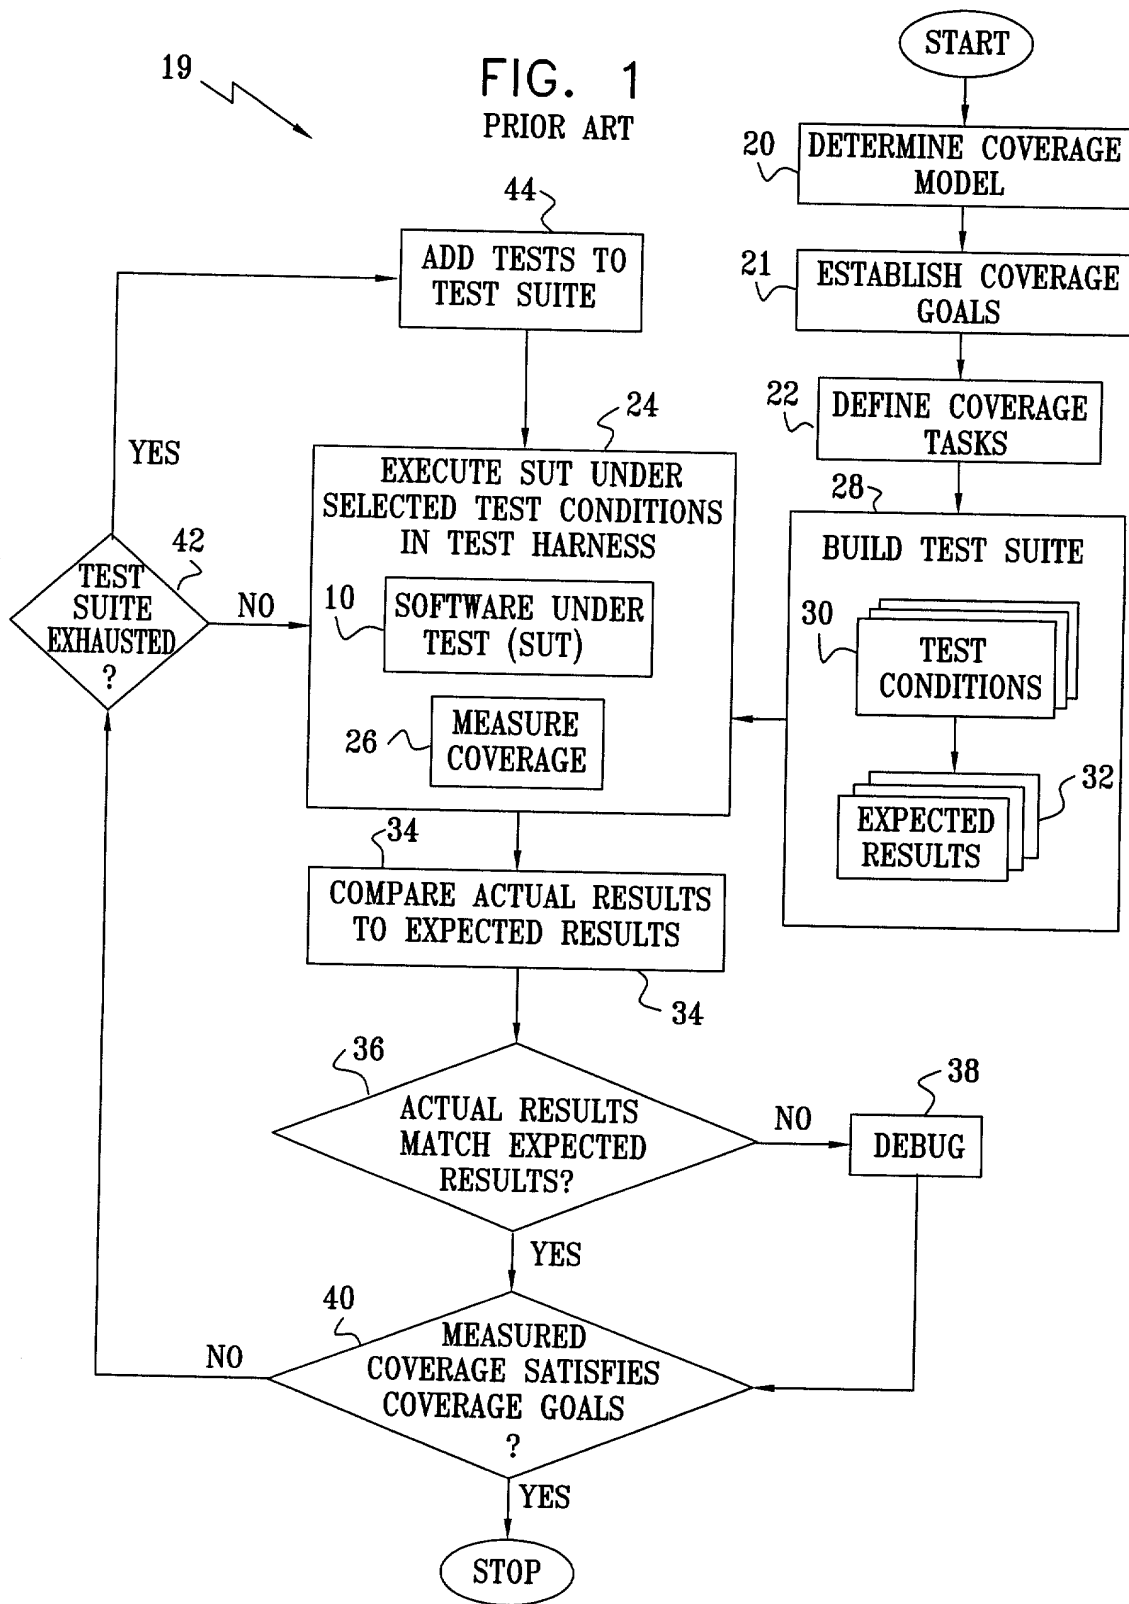 19
FIG. 1
PRIOR ART
START
20
DETERMINE COVERAGE
MODEL
21
ESTABLISH COVERAGE
GOALS
22
DEFINE COVERAGE
TASKS
28
BUILD TEST SUITE
30
TEST
CONDITIONS
32
EXPECTED
RESULTS
44
ADD TESTS TO
TEST SUITE
24
EXECUTE SUT UNDER
SELECTED TEST CONDITIONS
IN TEST HARNESS
10
SOFTWARE UNDER
TEST (SUT)
26
MEASURE
COVERAGE
YES
42
TEST
SUITE
EXHAUSTED
?
NO
34
COMPARE ACTUAL RESULTS
TO EXPECTED RESULTS
34
36
ACTUAL RESULTS
MATCH EXPECTED
RESULTS?
NO
38
DEBUG
YES
40
MEASURED
COVERAGE SATISFIES
COVERAGE GOALS
?
NO
YES
STOP